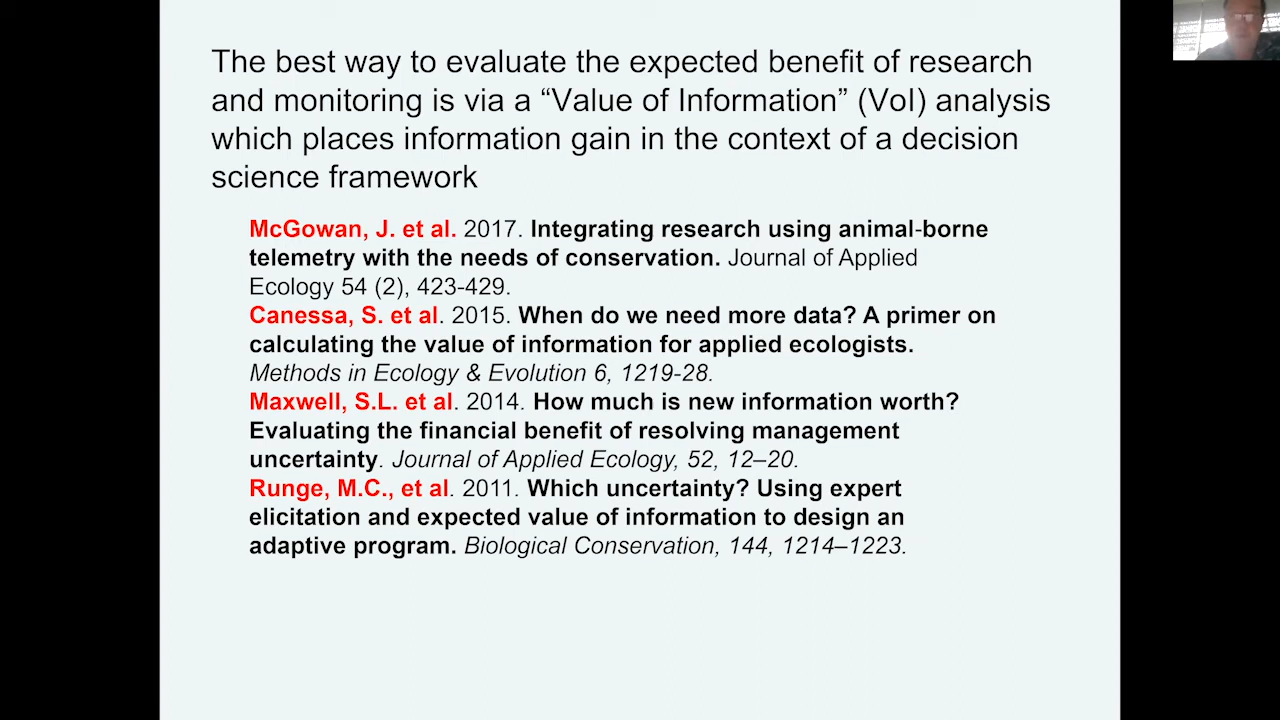 The best way to evaluate the expected benefit of research
and monitoring is via a “Value of Information” (VoI) analysis
which places information gain in the context of a decision
science framework
McGowan, J. et al. 2017. Integrating research using animal-borne
telemetry with the needs of conservation. Journal of Applied
Ecology 54 (2), 423-429.
Canessa, S. et al. 2015. When do we need more data? A primer on
calculating the value of information for applied ecologists.
Methods in Ecology & Evolution 6, 1219-28.
Maxwell, S.L. et al. 2014. How much is new information worth?
Evaluating the financial benefit of resolving management
uncertainty. Journal of Applied Ecology, 52, 12–20.
Runge, M.C., et al. 2011. Which uncertainty? Using expert
elicitation and expected value of information to design an
adaptive program. Biological Conservation, 144, 1214–1223.